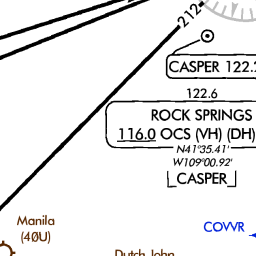 212
CASPER 122.2
122.6
ROCK SPRINGS
116.0 OCS (VH) (DH)
N41°35.41'
W109°00.92'
CASPER
Manila
(40U)
COVVR
Dutch John